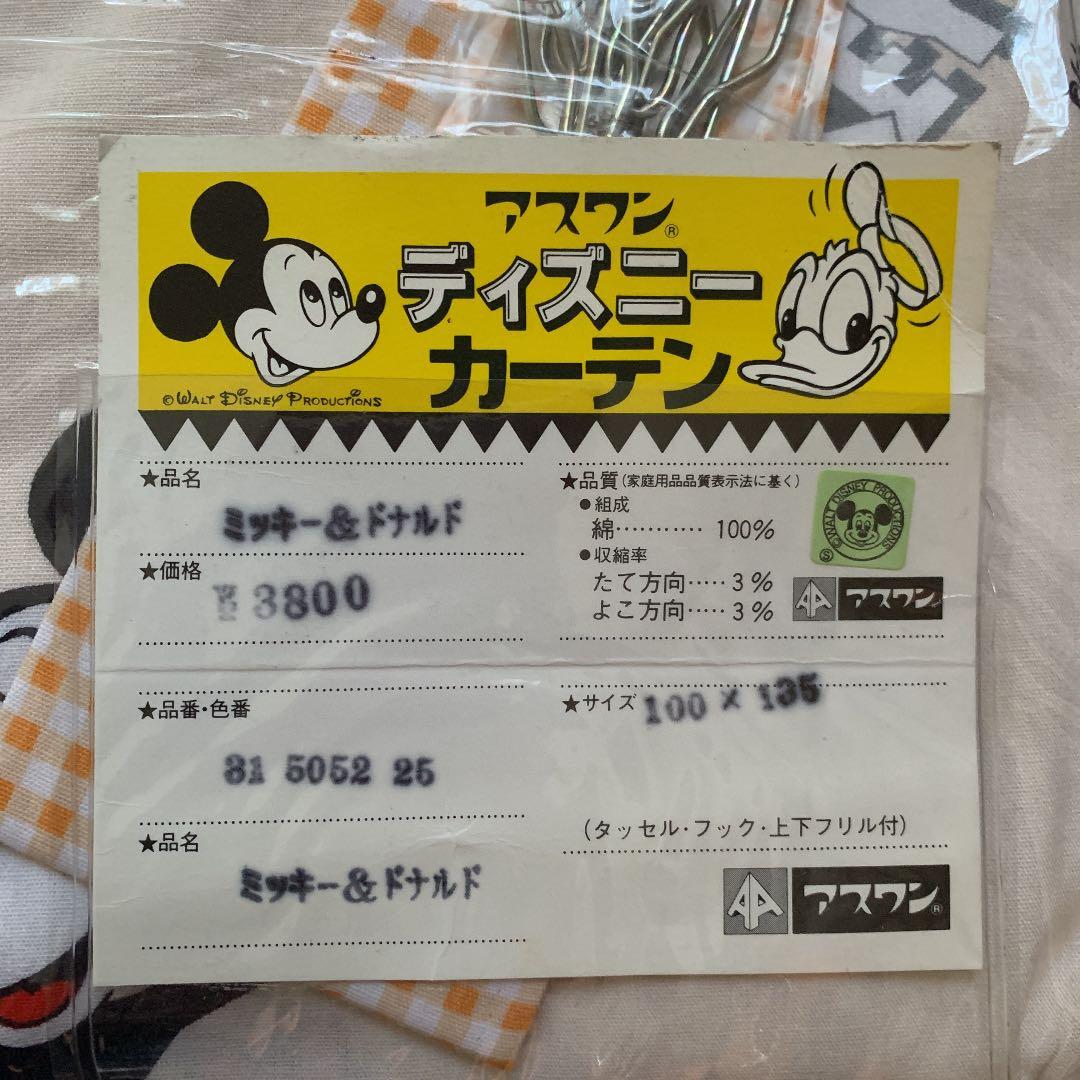 アスワン®
ディズニー
カーテン
© WALT DISNEY PRODUCTIONS
★品名
ミッキー&ドナルド
★価格
¥3800
★品質(家庭用品品質表示法に基く)
●組成
綿………… 100%
●収縮率
たて方向…… 3%
よこ方向…… 3%
© WALT DISNEY PRODUCTIONS
Ⓢ
アスワン
★品番・色番
81 5052 25
★サイズ 100 × 135
(タッセル・フック・上下フリル付)
★品名
ミッキー&ドナルド
アスワン®